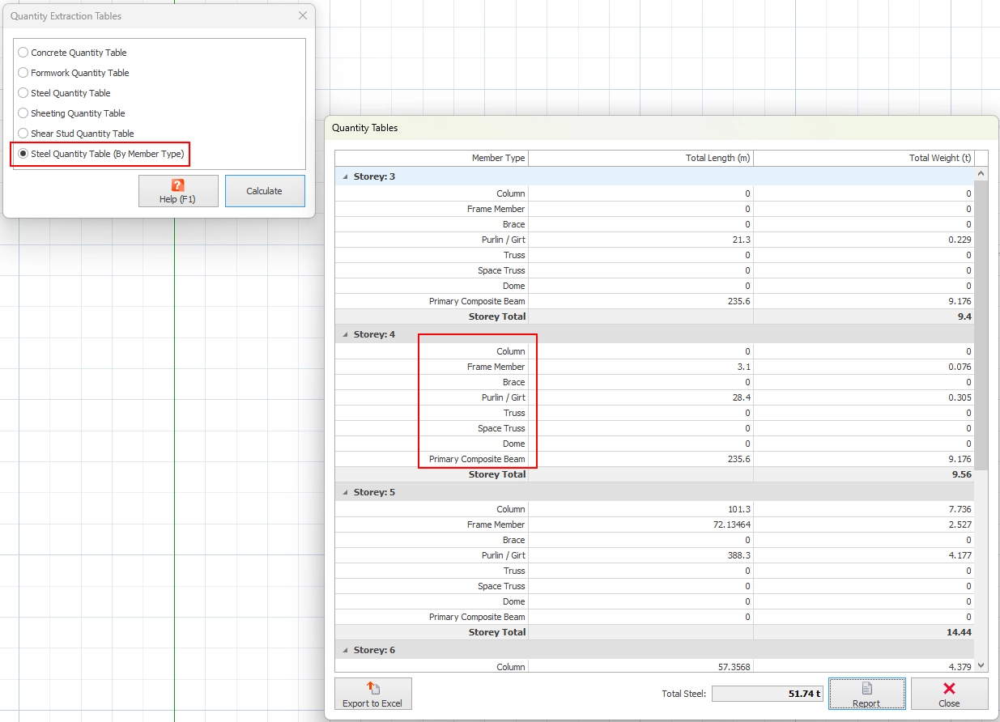 Quantity Extraction Tables
Concrete Quantity Table
Formwork Quantity Table
Steel Quantity Table
Sheeting Quantity Table
Shear Stud Quantity Table
Steel Quantity Table (By Member Type)
Help (F1)
Calculate
Quantity Tables
Member Type Total Length (m) Total Weight (t)
Storey: 3
Column 0 0
Frame Member 0 0
Brace 0 0
Purlin / Girt 21.3 0.229
Truss 0 0
Space Truss 0 0
Dome 0 0
Primary Composite Beam 235.6 9.176
Storey Total 9.4
Storey: 4
Column 0 0
Frame Member 3.1 0.076
Brace 0 0
Purlin / Girt 28.4 0.305
Truss 0 0
Space Truss 0 0
Dome 0 0
Primary Composite Beam 235.6 9.176
Storey Total 9.56
Storey: 5
Column 101.3 7.736
Frame Member 72.13464 2.527
Brace 0 0
Purlin / Girt 388.3 4.177
Truss 0 0
Space Truss 0 0
Dome 0 0
Primary Composite Beam 0 0
Storey Total 14.44
Storey: 6
Column 57.3568 4.379
Export to Excel
Total Steel: 51.74 t
Report
Close